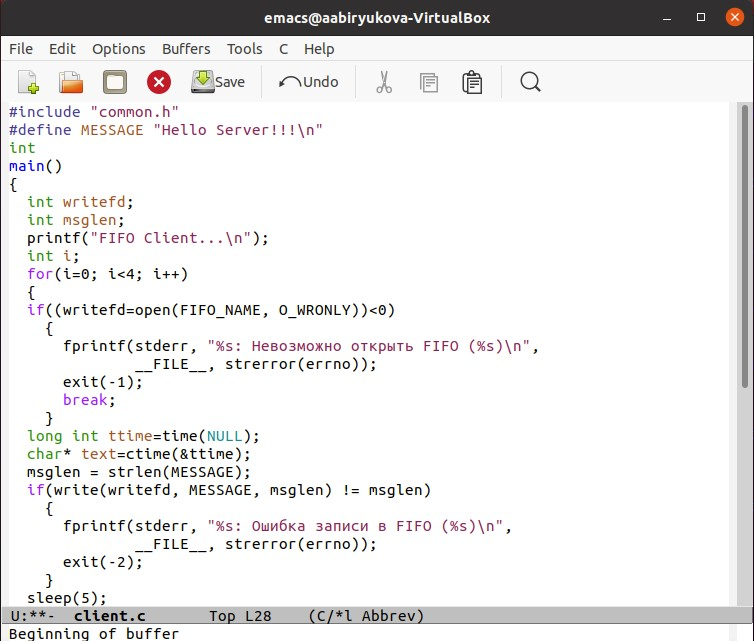 emacs@aabiryukova-VirtualBox
File Edit Options Buffers Tools C Help
Save Undo
#include "common.h"
#define MESSAGE "Hello Server!!!\n"
int
main()
{
  int writefd;
  int msglen;
  printf("FIFO Client...\n");
  int i;
  for(i=0; i<4; i++)
  {
  if((writefd=open(FIFO_NAME, O_WRONLY))<0)
    {
      fprintf(stderr, "%s: Невозможно открыть FIFO (%s)\n",
              __FILE__, strerror(errno));
      exit(-1);
      break;
    }
  long int ttime=time(NULL);
  char* text=ctime(&ttime);
  msglen = strlen(MESSAGE);
  if(write(writefd, MESSAGE, msglen) != msglen)
    {
      fprintf(stderr, "%s: Ошибка записи в FIFO (%s)\n",
              __FILE__, strerror(errno));
      exit(-2);
    }
  sleep(5);
U:**-  client.c       Top L28    (C/*l Abbrev)
Beginning of buffer